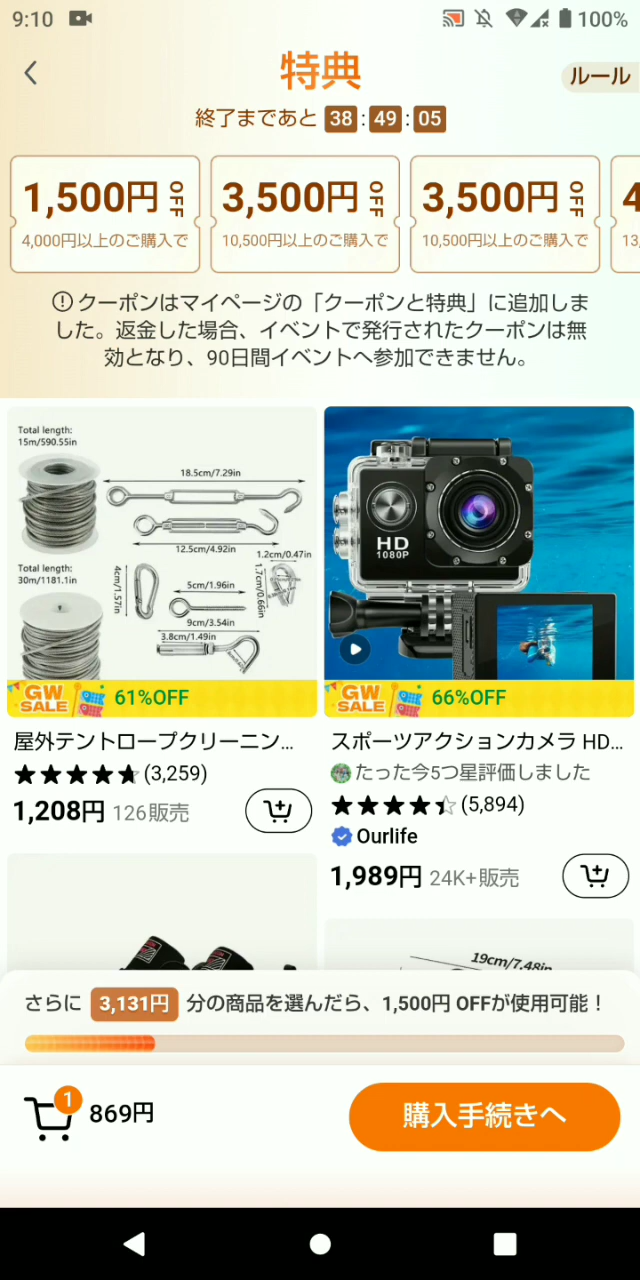 9:10
100%
特典
ルール
終了まであと 38 : 49 : 05
1,500円 OFF
4,000円以上のご購入で
3,500円 OFF
10,500円以上のご購入で
3,500円 OFF
10,500円以上のご購入で
4
13,
クーポンはマイページの「クーポンと特典」に追加しま
した。返金した場合、イベントで発行されたクーポンは無
効となり、90日間イベントへ参加できません。
Total length:
15m/590.55in
18.5cm/7.29in
12.5cm/4.92in
Total length:
30m/1181.1in
4cm/1.57in
5cm/1.96in
1.2cm/0.47in
1.7cm/0.66in
9cm/3.54in
3.8cm/1.49in
GW
SALE
61%OFF
HD
1080P
GW
SALE
66%OFF
屋外テントロープクリーニン...
(3,259)
1,208円 126販売
スポーツアクションカメラ HD...
たった今5つ星評価しました
(5,894)
Ourlife
1,989円 24K+販売
19cm/7.48in
さらに 3,131円 分の商品を選んだら、1,500円 OFFが使用可能！
1
869円
購入手続きへ